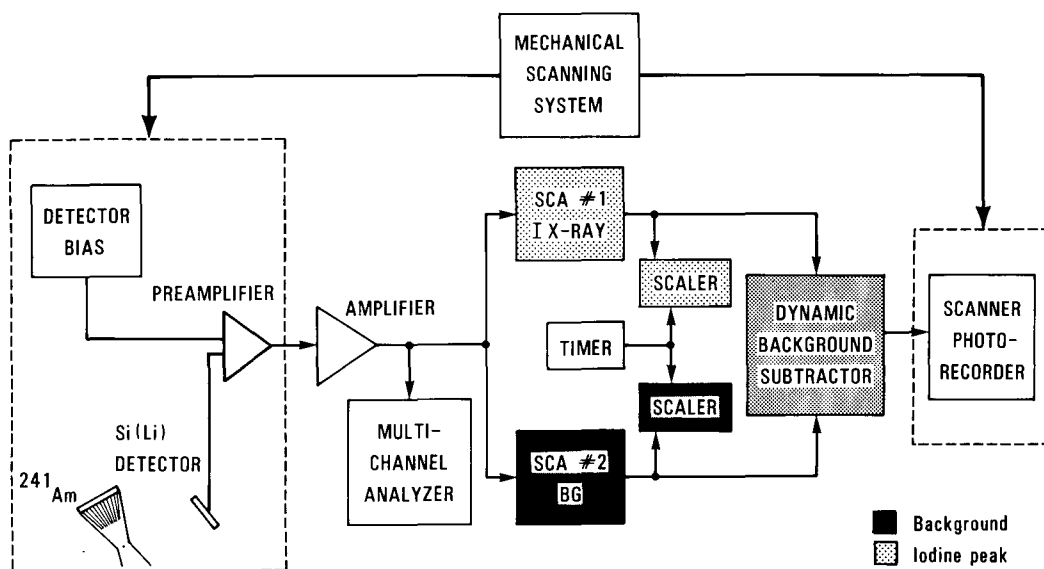 MECHANICAL
SCANNING
SYSTEM
DETECTOR
BIAS
PREAMPLIFIER
AMPLIFIER
Si(Li)
DETECTOR
241Am
MULTI-
CHANNEL
ANALYZER
SCA #1
I X-RAY
SCALER
TIMER
SCALER
SCA #2
BG
DYNAMIC
BACKGROUND
SUBTRACTOR
SCANNER
PHOTO-
RECORDER
Background
Iodine peak